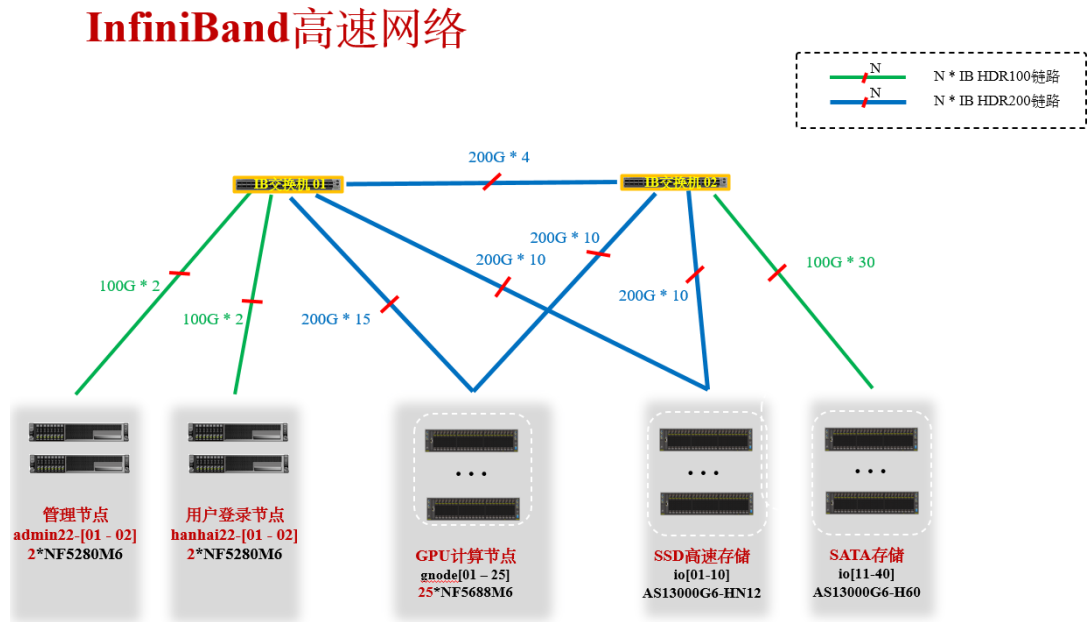 InfiniBand高速网络
N
N * IB HDR100链路
N
N * IB HDR200链路
200G * 4
IB交换机 01
IB交换机 02
200G * 10
200G * 10
100G * 2
100G * 2
200G * 15
200G * 10
100G * 30
管理节点
admin22-[01 - 02]
2*NF5280M6
用户登录节点
hanhai22-[01 - 02]
2*NF5280M6
GPU计算节点
gnode[01 – 25]
25*NF5688M6
SSD高速存储
io[01-10]
AS13000G6-HN12
SATA存储
io[11-40]
AS13000G6-H60